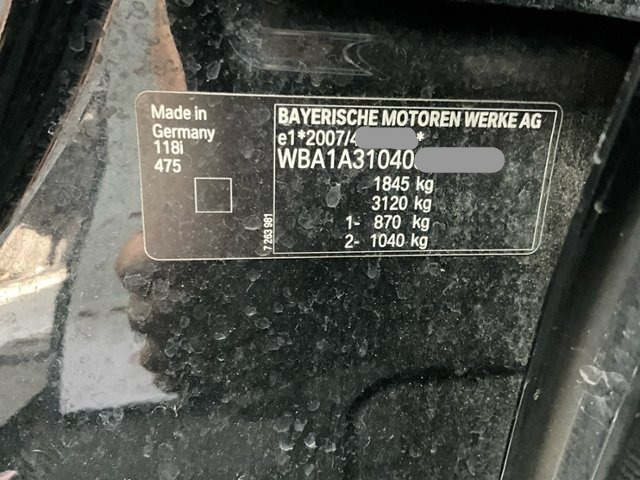 Made in
Germany
118i
475
7 263 981
BAYERISCHE MOTOREN WERKE AG
e1*2007/4 *
WBA1A31040
1845 kg
3120 kg
1- 870 kg
2- 1040 kg